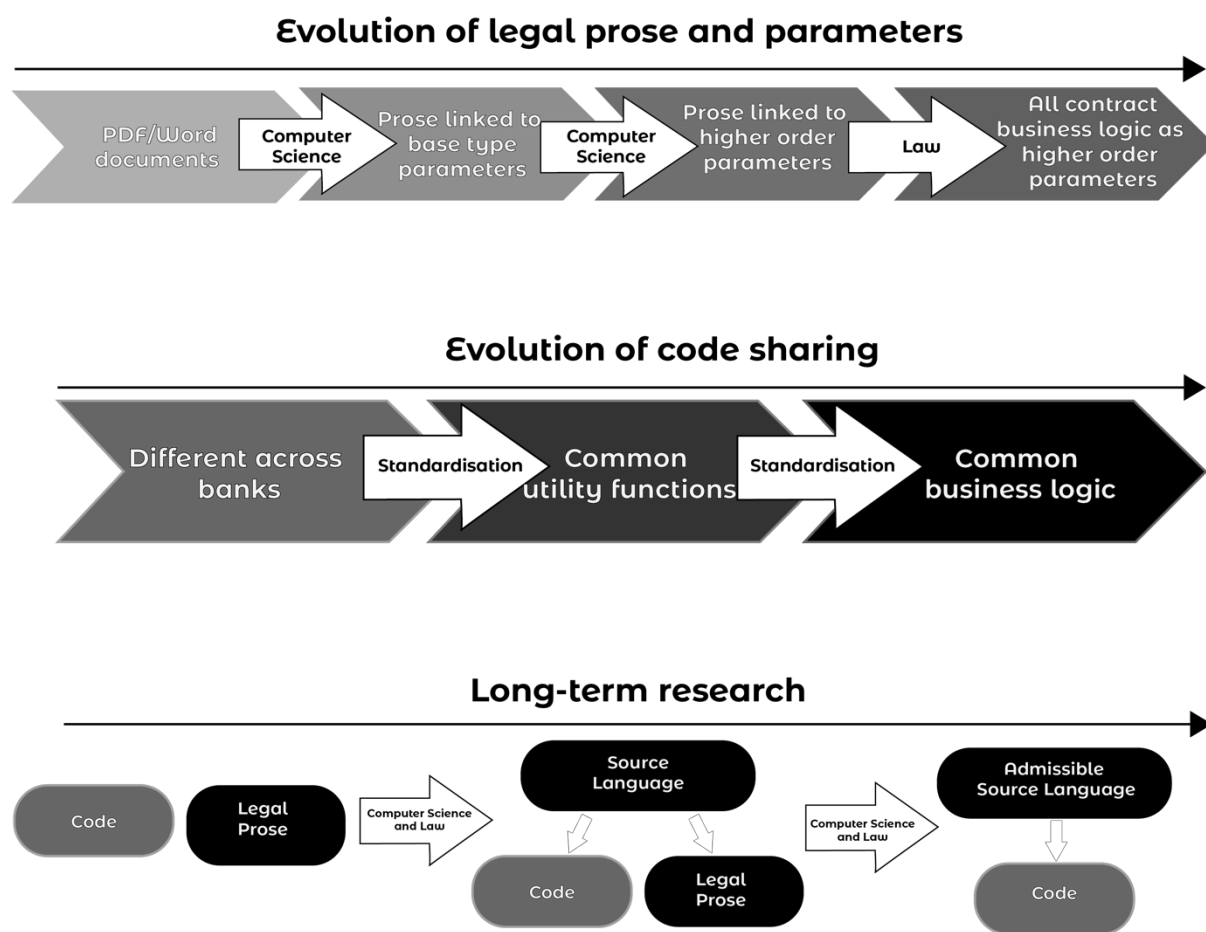 Evolution of legal prose and parameters
PDF/Word
documents
Computer
Science
Prose linked to
base type
parameters
Computer
Science
Prose linked to
higher order
parameters
Law
All contract
business logic as
higher order
parameters
Evolution of code sharing
Different across
banks
Standardisation
Common
utility functions
Standardisation
Common
business logic
Long-term research
Code
Legal
Prose
Computer Science
and Law
Source
Language
Code
Legal
Prose
Computer Science
and Law
Admissible
Source Language
Code